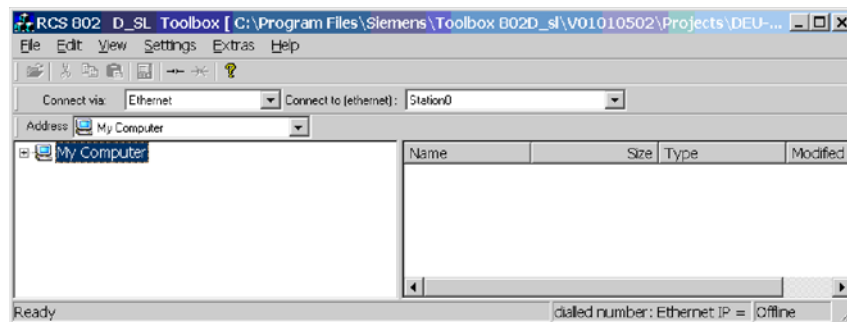 RCS 802 D_SL Toolbox [ C:\Program Files\Siemens\Toolbox 802D_sl\V01010502\Projects\DEU-...
File Edit View Settings Extras Help
Connect via: Ethernet Connect to (ethernet): Station0
Address My Computer
My Computer Name Size Type Modified
Ready dialed number: Ethernet IP = Offline